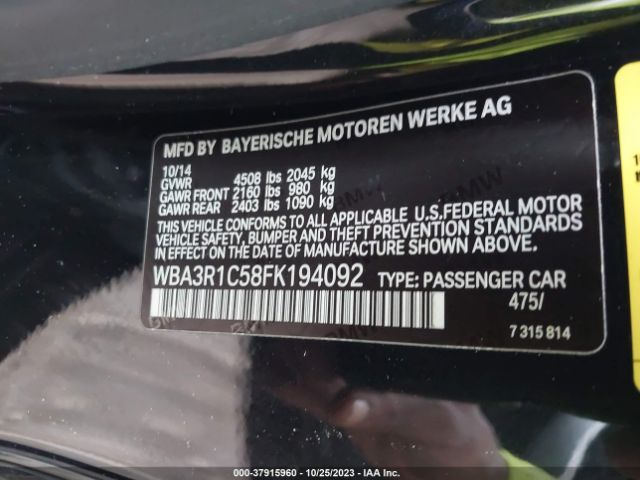 MFD BY BAYERISCHE MOTOREN WERKE AG
10/14
GVWR 4508 lbs 2045 kg
GAWR FRONT 2160 lbs 980 kg
GAWR REAR 2403 lbs 1090 kg
THIS VEHICLE CONFORMS TO ALL APPLICABLE U.S.FEDERAL MOTOR
VEHICLE SAFETY, BUMPER AND THEFT PREVENTION STANDARDS
IN EFFECT ON THE DATE OF MANUFACTURE SHOWN ABOVE.
WBA3R1C58FK194092 TYPE: PASSENGER CAR
475/
7 315 814
000-37915960 - 10/25/2023 - IAA Inc.